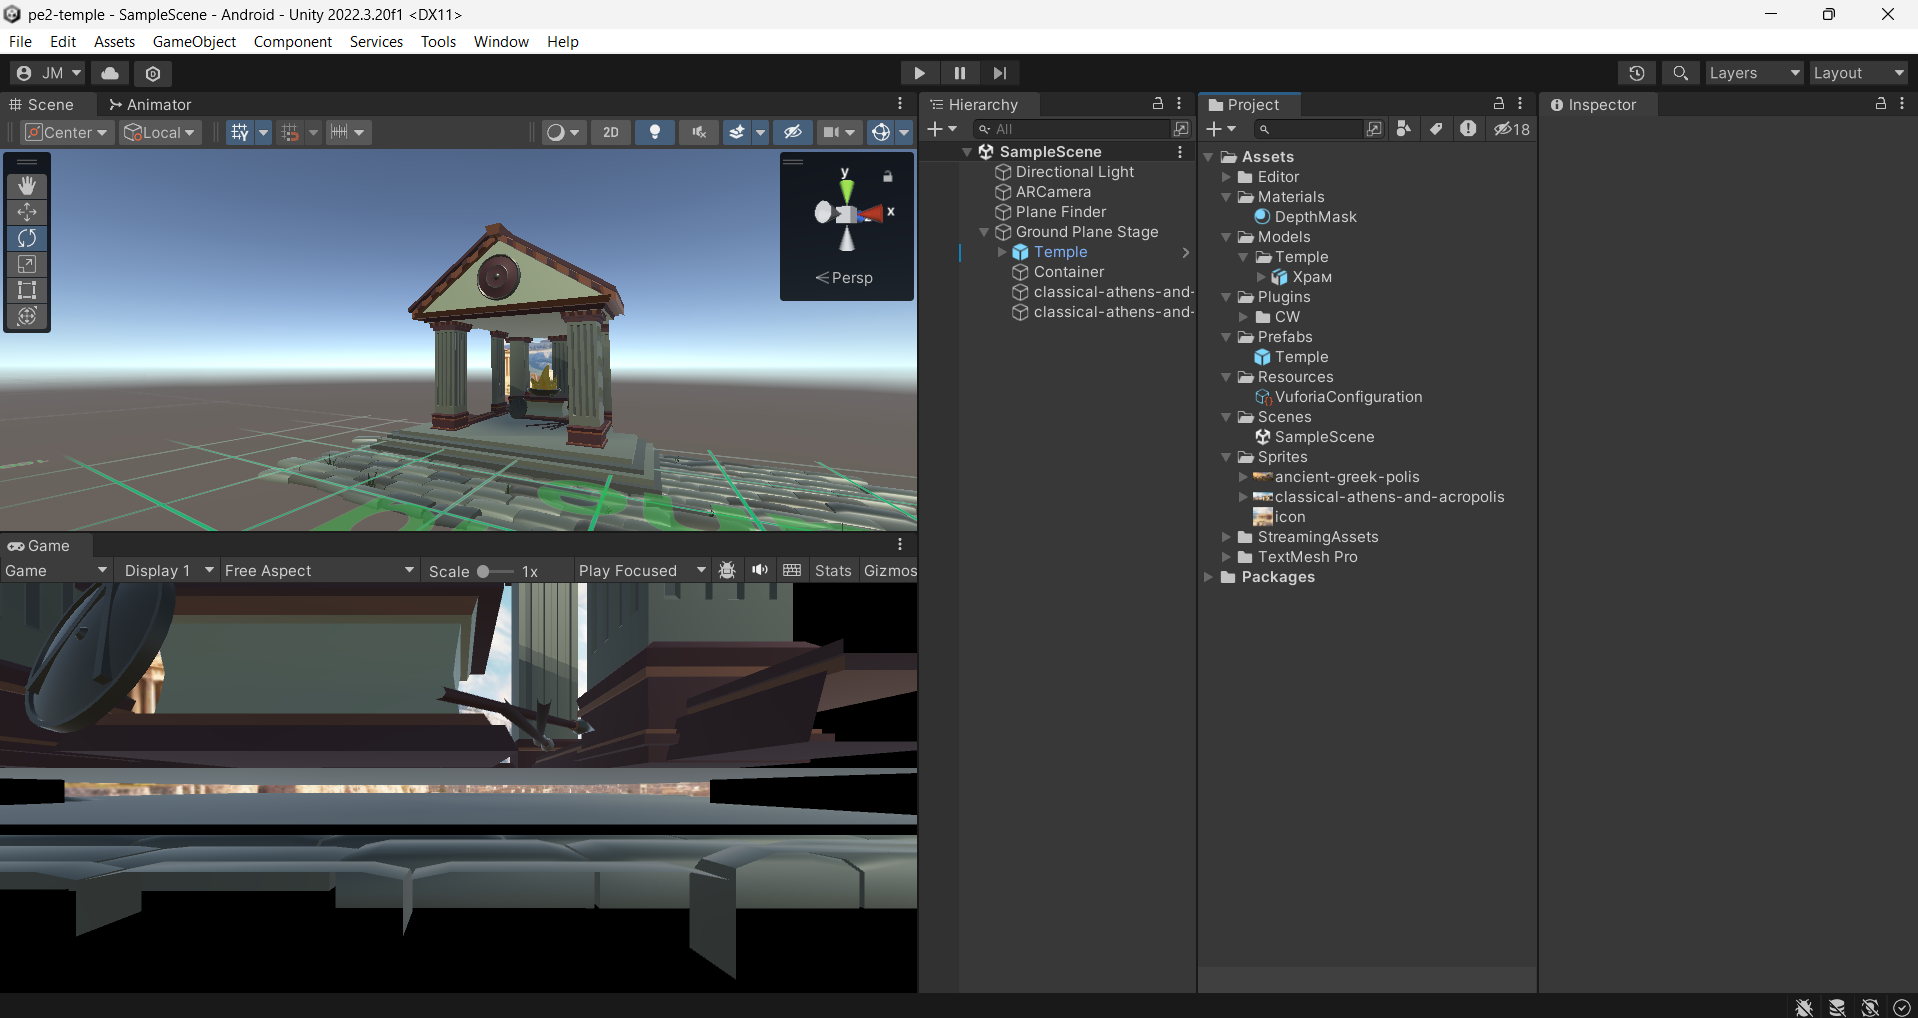 pe2-temple - SampleScene - Android - Unity 2022.3.20f1 <DX11>
File Edit Assets GameObject Component Services Tools Window Help
JM Layers Layout
Scene Animator
Center Local 2D
y
x
z
Persp
Game
Game Display 1 Free Aspect Scale 1x Play Focused Stats Gizmos
Hierarchy
All
SampleScene
Directional Light
ARCamera
Plane Finder
Ground Plane Stage
Temple
Container
classical-athens-and-
classical-athens-and-
Project
18
Assets
Editor
Materials
DepthMask
Models
Temple
Храм
Plugins
CW
Prefabs
Temple
Resources
VuforiaConfiguration
Scenes
SampleScene
Sprites
ancient-greek-polis
classical-athens-and-acropolis
icon
StreamingAssets
TextMesh Pro
Packages
Inspector